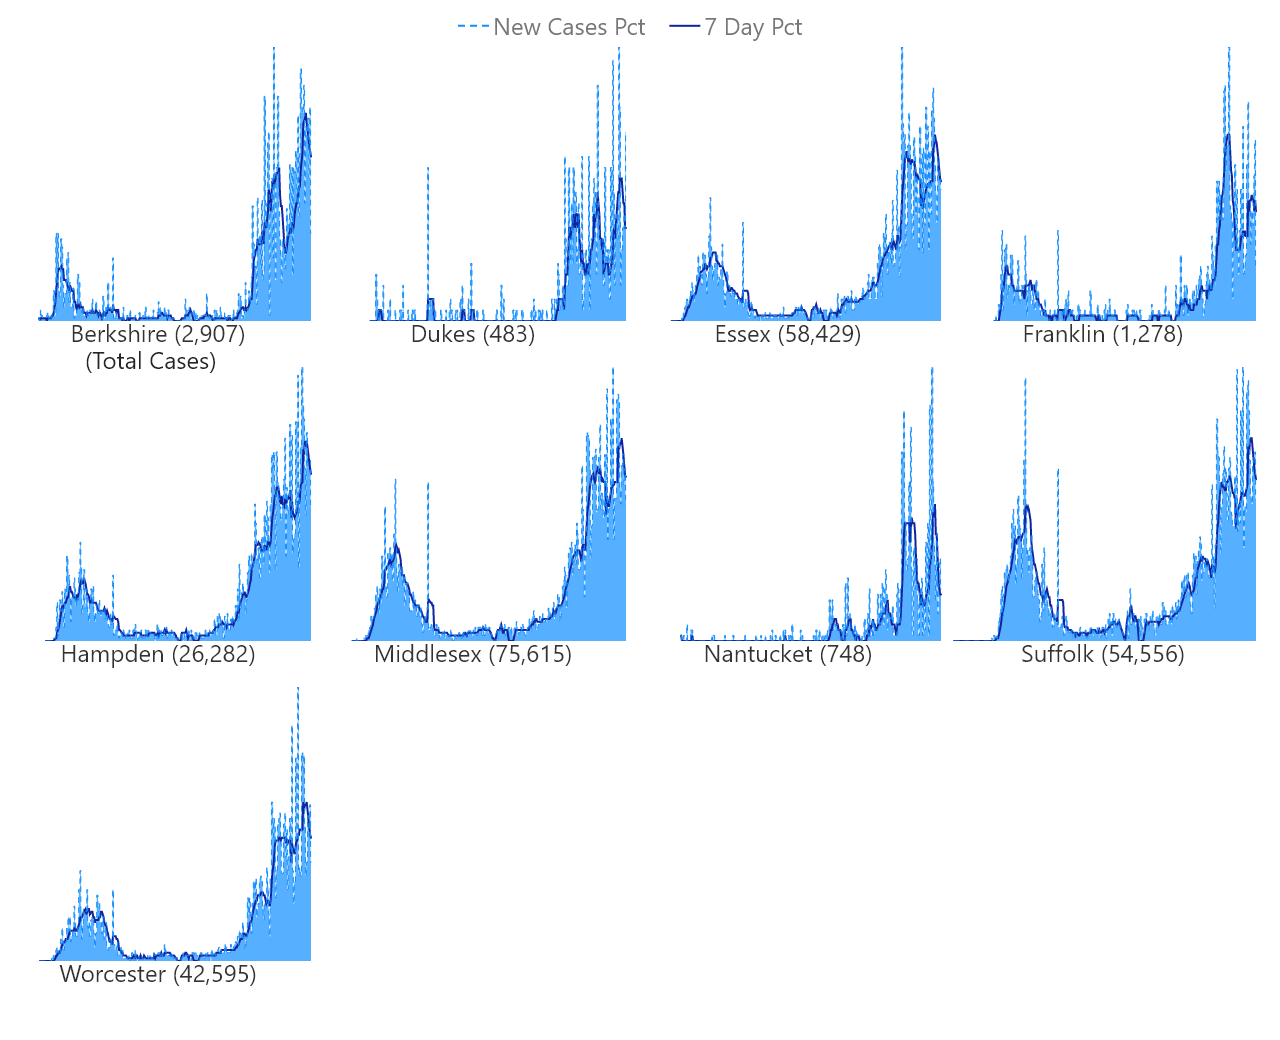 New Cases Pct 7 Day Pct
Berkshire (2,907)
(Total Cases)
Dukes (483)
Essex (58,429)
Franklin (1,278)
Hampden (26,282)
Middlesex (75,615)
Nantucket (748)
Suffolk (54,556)
Worcester (42,595)